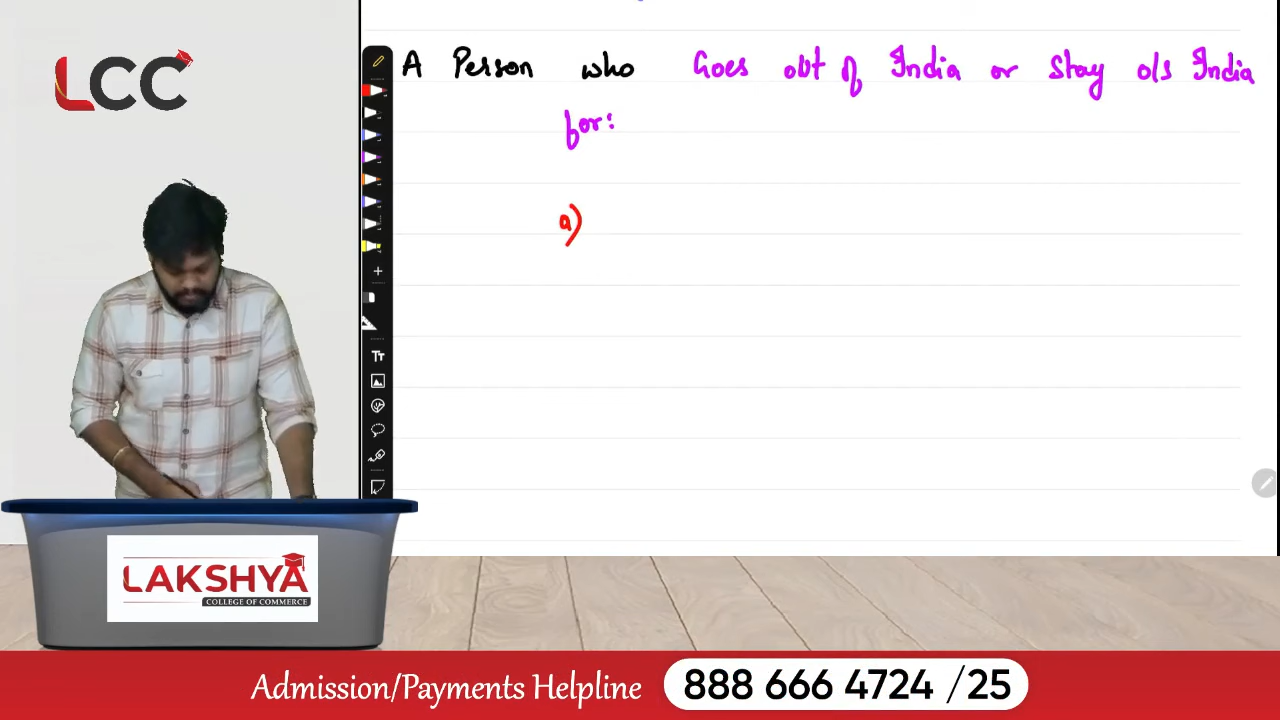 LCC
A Person who Goes out of India or Stay o/s India
for:
a)
TT
LAKSHYA
COLLEGE OF COMMERCE
Admission/Payments Helpline 888 666 4724 /25